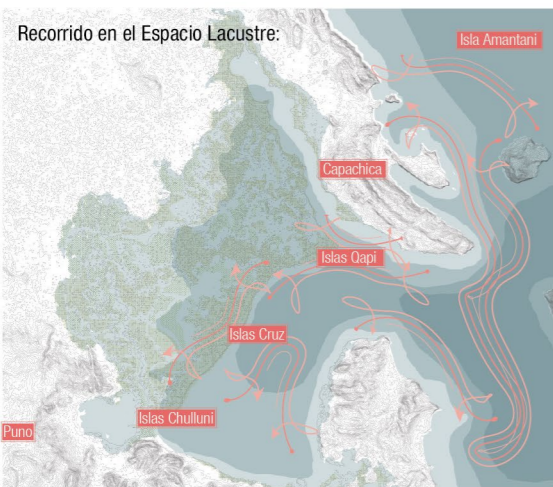 Recorrido en el Espacio Lacustre:
Isla Amantani
Capachica
Islas Qapi
Islas Cruz
Islas Chulluni
Puno